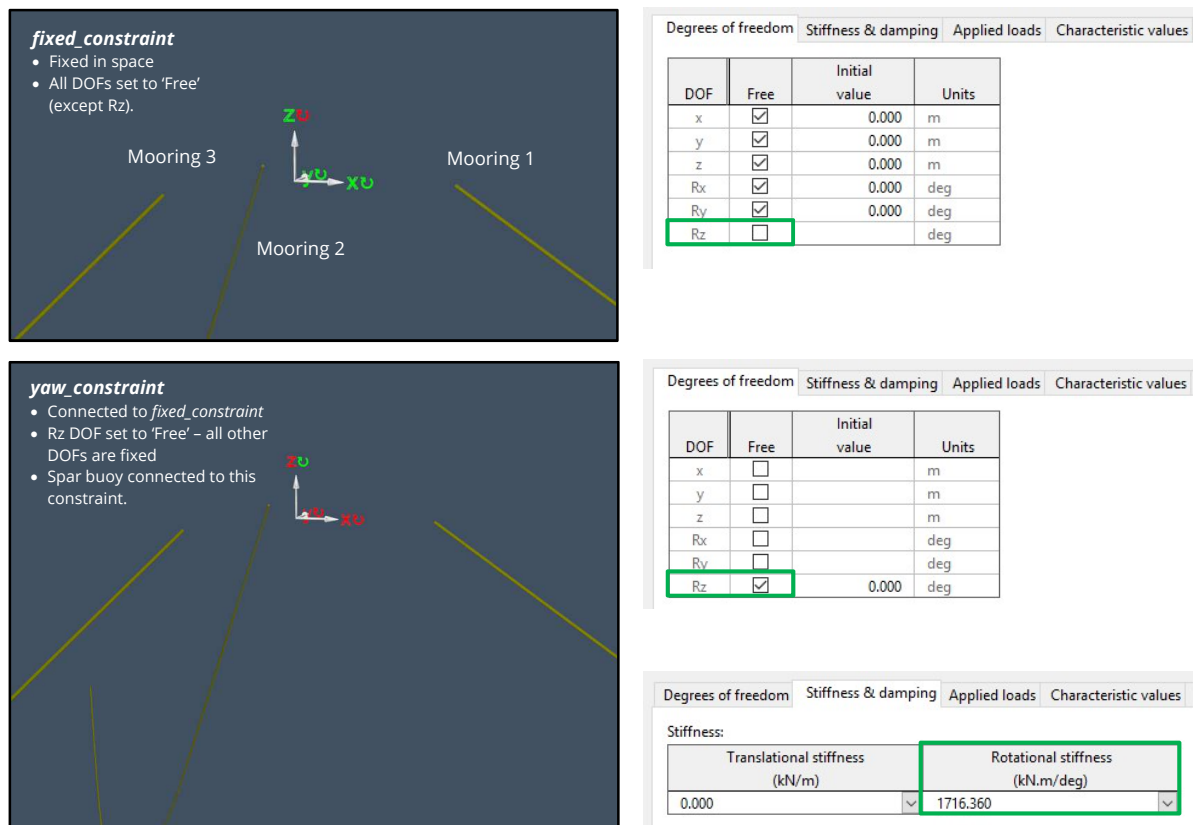 fixed_constraint
• Fixed in space
• All DOFs set to ‘Free’
(except Rz).
Z↻
y↻
X↻
Mooring 3
Mooring 1
Mooring 2
Degrees of freedom Stiffness & damping Applied loads Characteristic values
DOF Free Initial value Units
x 0.000 m
y 0.000 m
z 0.000 m
Rx 0.000 deg
Ry 0.000 deg
Rz deg
yaw_constraint
• Connected to fixed_constraint
• Rz DOF set to ‘Free’ – all other
DOFs are fixed
• Spar buoy connected to this
constraint.
Z↻
y↻
X↻
Degrees of freedom Stiffness & damping Applied loads Characteristic values
DOF Free Initial value Units
x m
y m
z m
Rx deg
Ry deg
Rz 0.000 deg
Degrees of freedom Stiffness & damping Applied loads Characteristic values
Stiffness:
Translational stiffness Rotational stiffness
(kN/m) (kN.m/deg)
0.000 1716.360